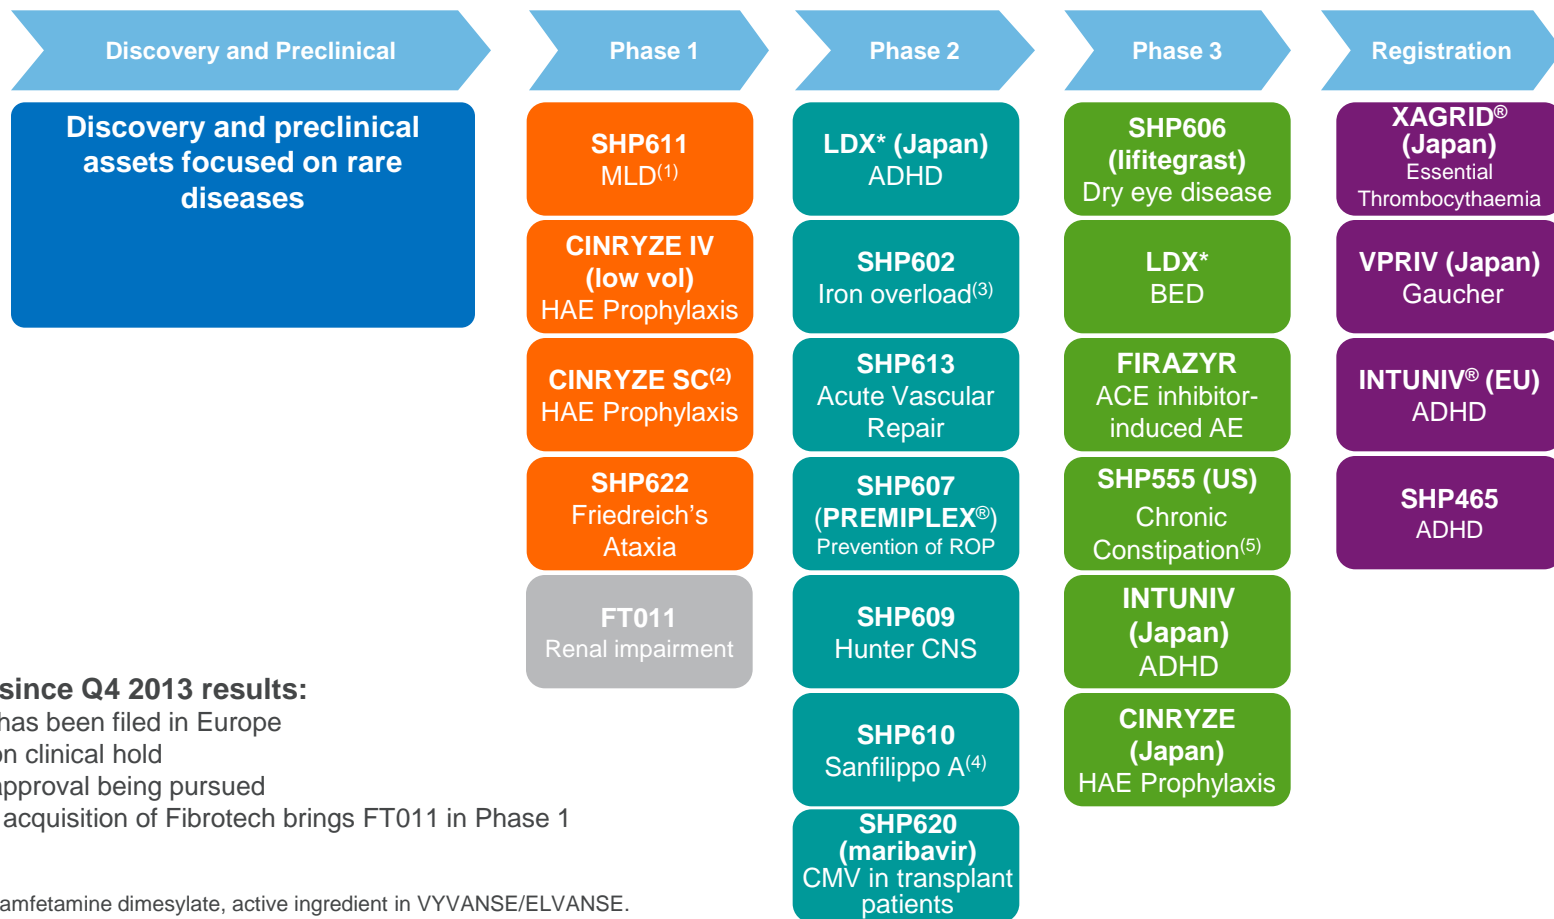 Discovery and Preclinical
Phase 1
Phase 2
Phase 3
Registration
Discovery and preclinical
assets focused on rare
diseases
SHP611
MLD(1)
CINRYZE IV
(low vol)
HAE Prophylaxis
CINRYZE SC(2)
HAE Prophylaxis
SHP622
Friedreich's
Ataxia
FT011
Renal impairment
LDX* (Japan)
ADHD
SHP602
Iron overload(3)
SHP613
Acute Vascular
Repair
SHP607
(PREMIPLEX®)
Prevention of ROP
SHP609
Hunter CNS
SHP610
Sanfilippo A(4)
SHP620
(maribavir)
CMV in transplant
patients
SHP606
(lifitegrast)
Dry eye disease
LDX*
BED
FIRAZYR
ACE inhibitor-
induced AE
SHP555 (US)
Chronic
Constipation(5)
INTUNIV
(Japan)
ADHD
CINRYZE
(Japan)
HAE Prophylaxis
XAGRID®
(Japan)
Essential
Thrombocythaemia
VPRIV (Japan)
Gaucher
INTUNIV® (EU)
ADHD
SHP465
ADHD
since Q4 2013 results:
has been filed in Europe
on clinical hold
approval being pursued
acquisition of Fibrotech brings FT011 in Phase 1
amfetamine dimesylate, active ingredient in VYVANSE/ELVANSE.